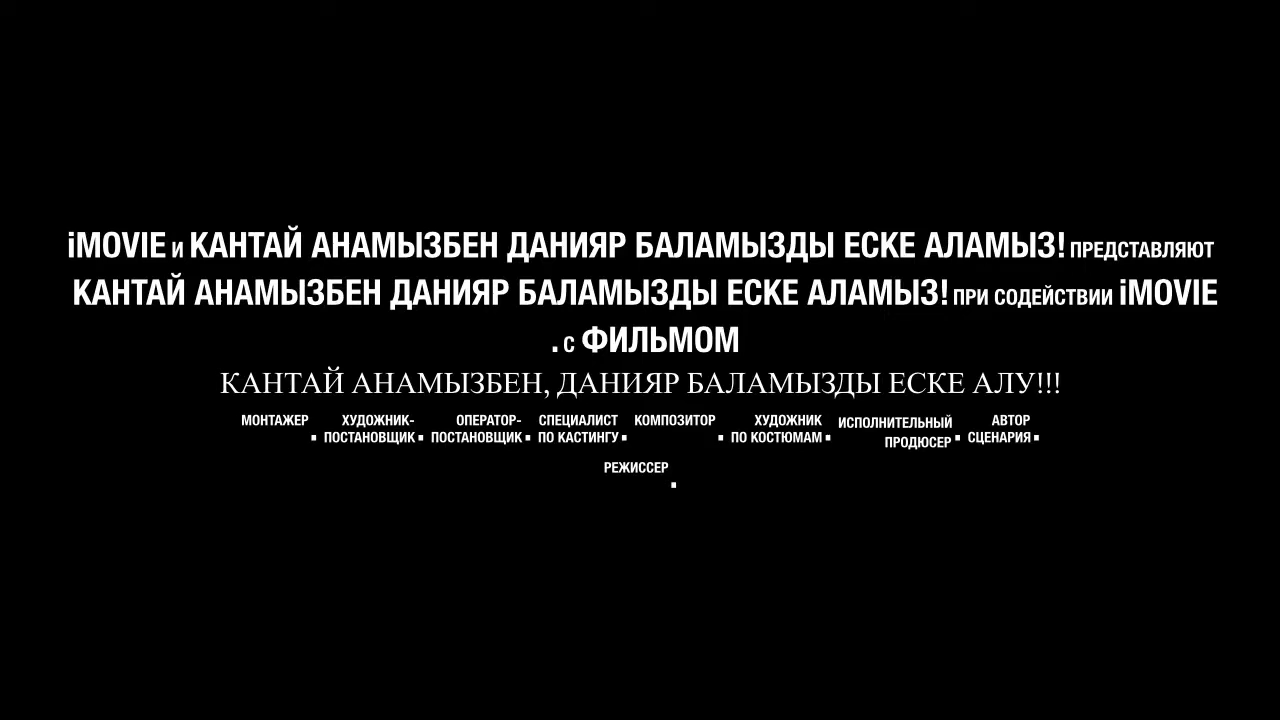 iMOVIE И КАНТАЙ АНАМЫЗБЕН ДАНИЯР БАЛАМЫЗДЫ ЕСКЕ АЛАМЫЗ! ПРЕДСТАВЛЯЮТ
КАНТАЙ АНАМЫЗБЕН ДАНИЯР БАЛАМЫЗДЫ ЕСКЕ АЛАМЫЗ! ПРИ СОДЕЙСТВИИ iMOVIE
. С ФИЛЬМОМ
КАНТАЙ АНАМЫЗБЕН, ДАНИЯР БАЛАМЫЗДЫ ЕСКЕ АЛУ!!!
МОНТАЖЕР ХУДОЖНИК- ОПЕРАТОР- СПЕЦИАЛИСТ КОМПОЗИТОР ХУДОЖНИК ИСПОЛНИТЕЛЬНЫЙ АВТОР
. ПОСТАНОВЩИК . ПОСТАНОВЩИК . ПО КАСТИНГУ . . ПО КОСТЮМАМ . ПРОДЮСЕР . СЦЕНАРИЯ .
РЕЖИССЕР .